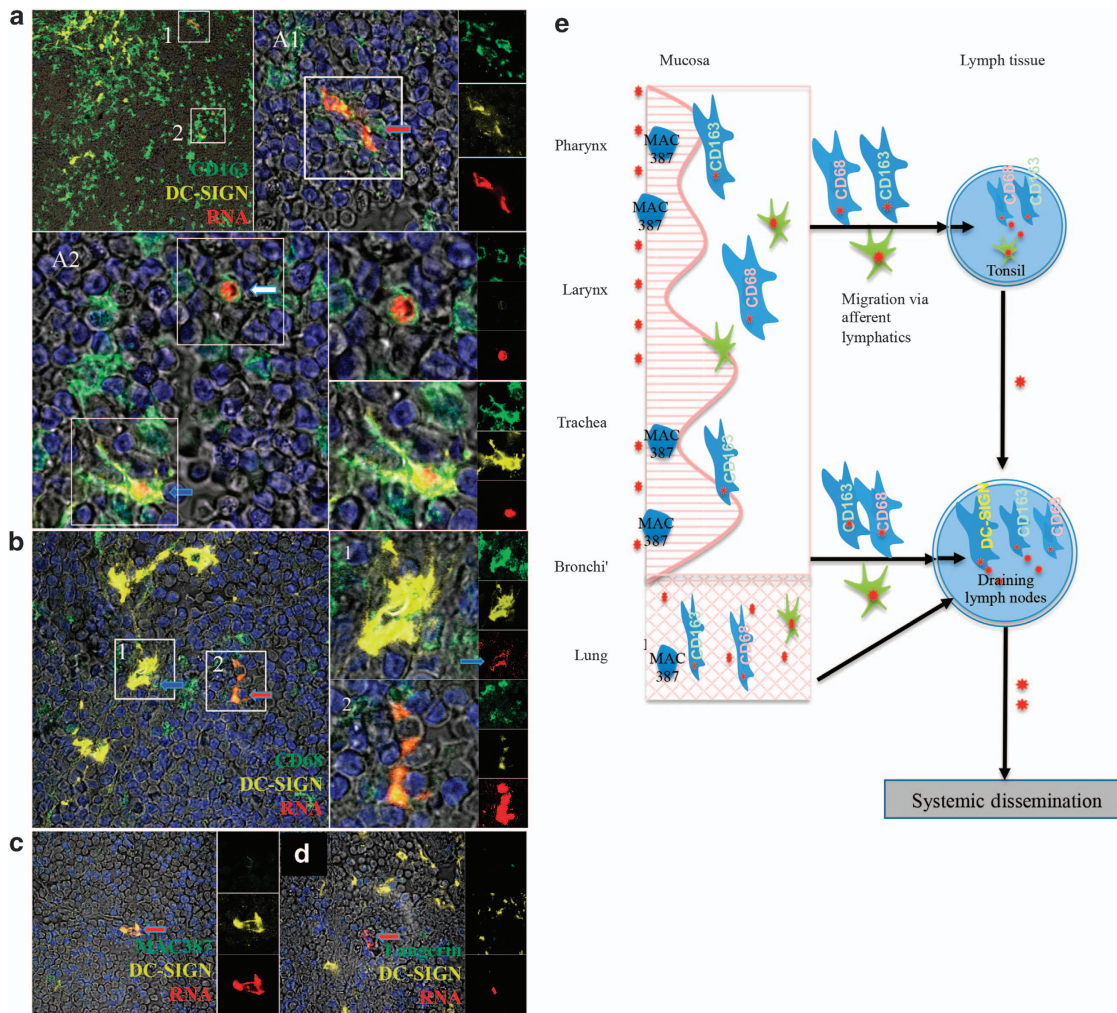 a
1
2
CD163
DC-SIGN
RNA
A1
A2
b
1
2
CD68
DC-SIGN
RNA
1
2
c
MAC387
DC-SIGN
RNA
d
Langerin
DC-SIGN
RNA
e
Mucosa
Lymph tissue
Pharynx
Larynx
Trachea
Bronchi'
Lung
MAC
387
CD163
MAC
387
CD68
MAC
387
CD163
MAC
387
MAC
387
CD163
CD68
CD68
CD163
Migration via
afferent
lymphatics
CD68
CD163
Tonsil
CD163
CD68
DC-SIGN
CD163
CD68
Draining
lymph nodes
Systemic dissemination